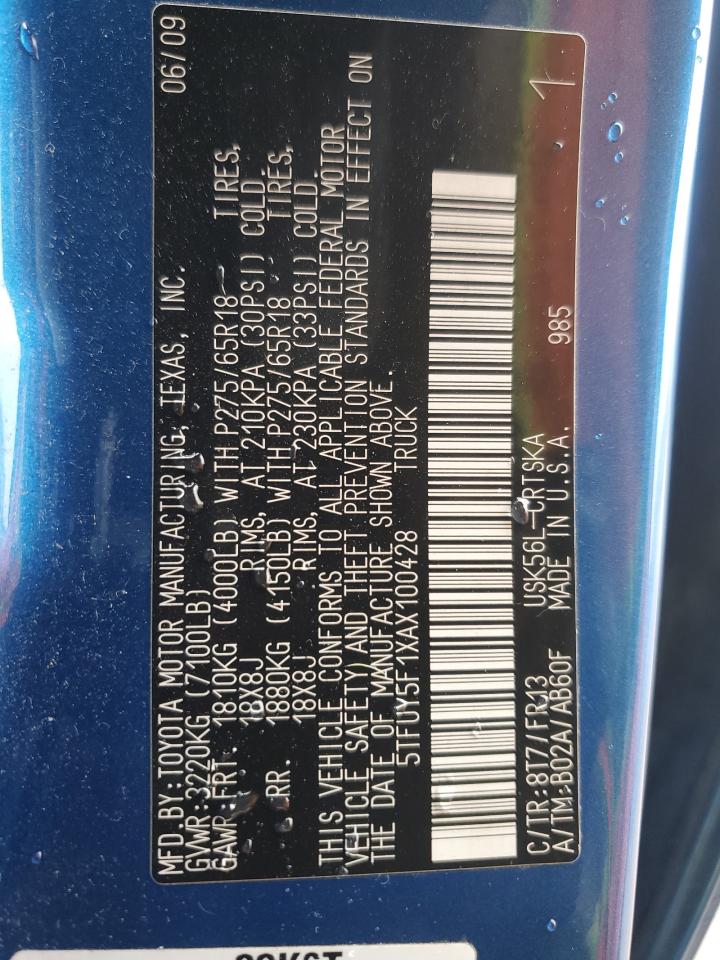 MFD.BY:TOYOTA MOTOR MANUFACTURING, TEXAS, INC. 06/09
GVWR:3220KG (7100LB)
GAWR:FRT. 1810KG (4000LB) WITH P275/65R18 TIRES,
18X8J RIMS, AT 210KPA (30PSI) COLD.
RR. 1880KG (4150LB) WITH P275/65R18 TIRES,
18X8J RIMS, AT 230KPA (33PSI) COLD.
THIS VEHICLE CONFORMS TO ALL APPLICABLE FEDERAL MOTOR
VEHICLE SAFETY AND THEFT PREVENTION STANDARDS IN EFFECT ON
THE DATE OF MANUFACTURE SHOWN ABOVE.
5TFUY5F1XAX100428 TRUCK
C/TR:8T7/FR13 USK56L-CRTSKA
A/TM:B02A/AB60F MADE IN U.S.A. 985 1